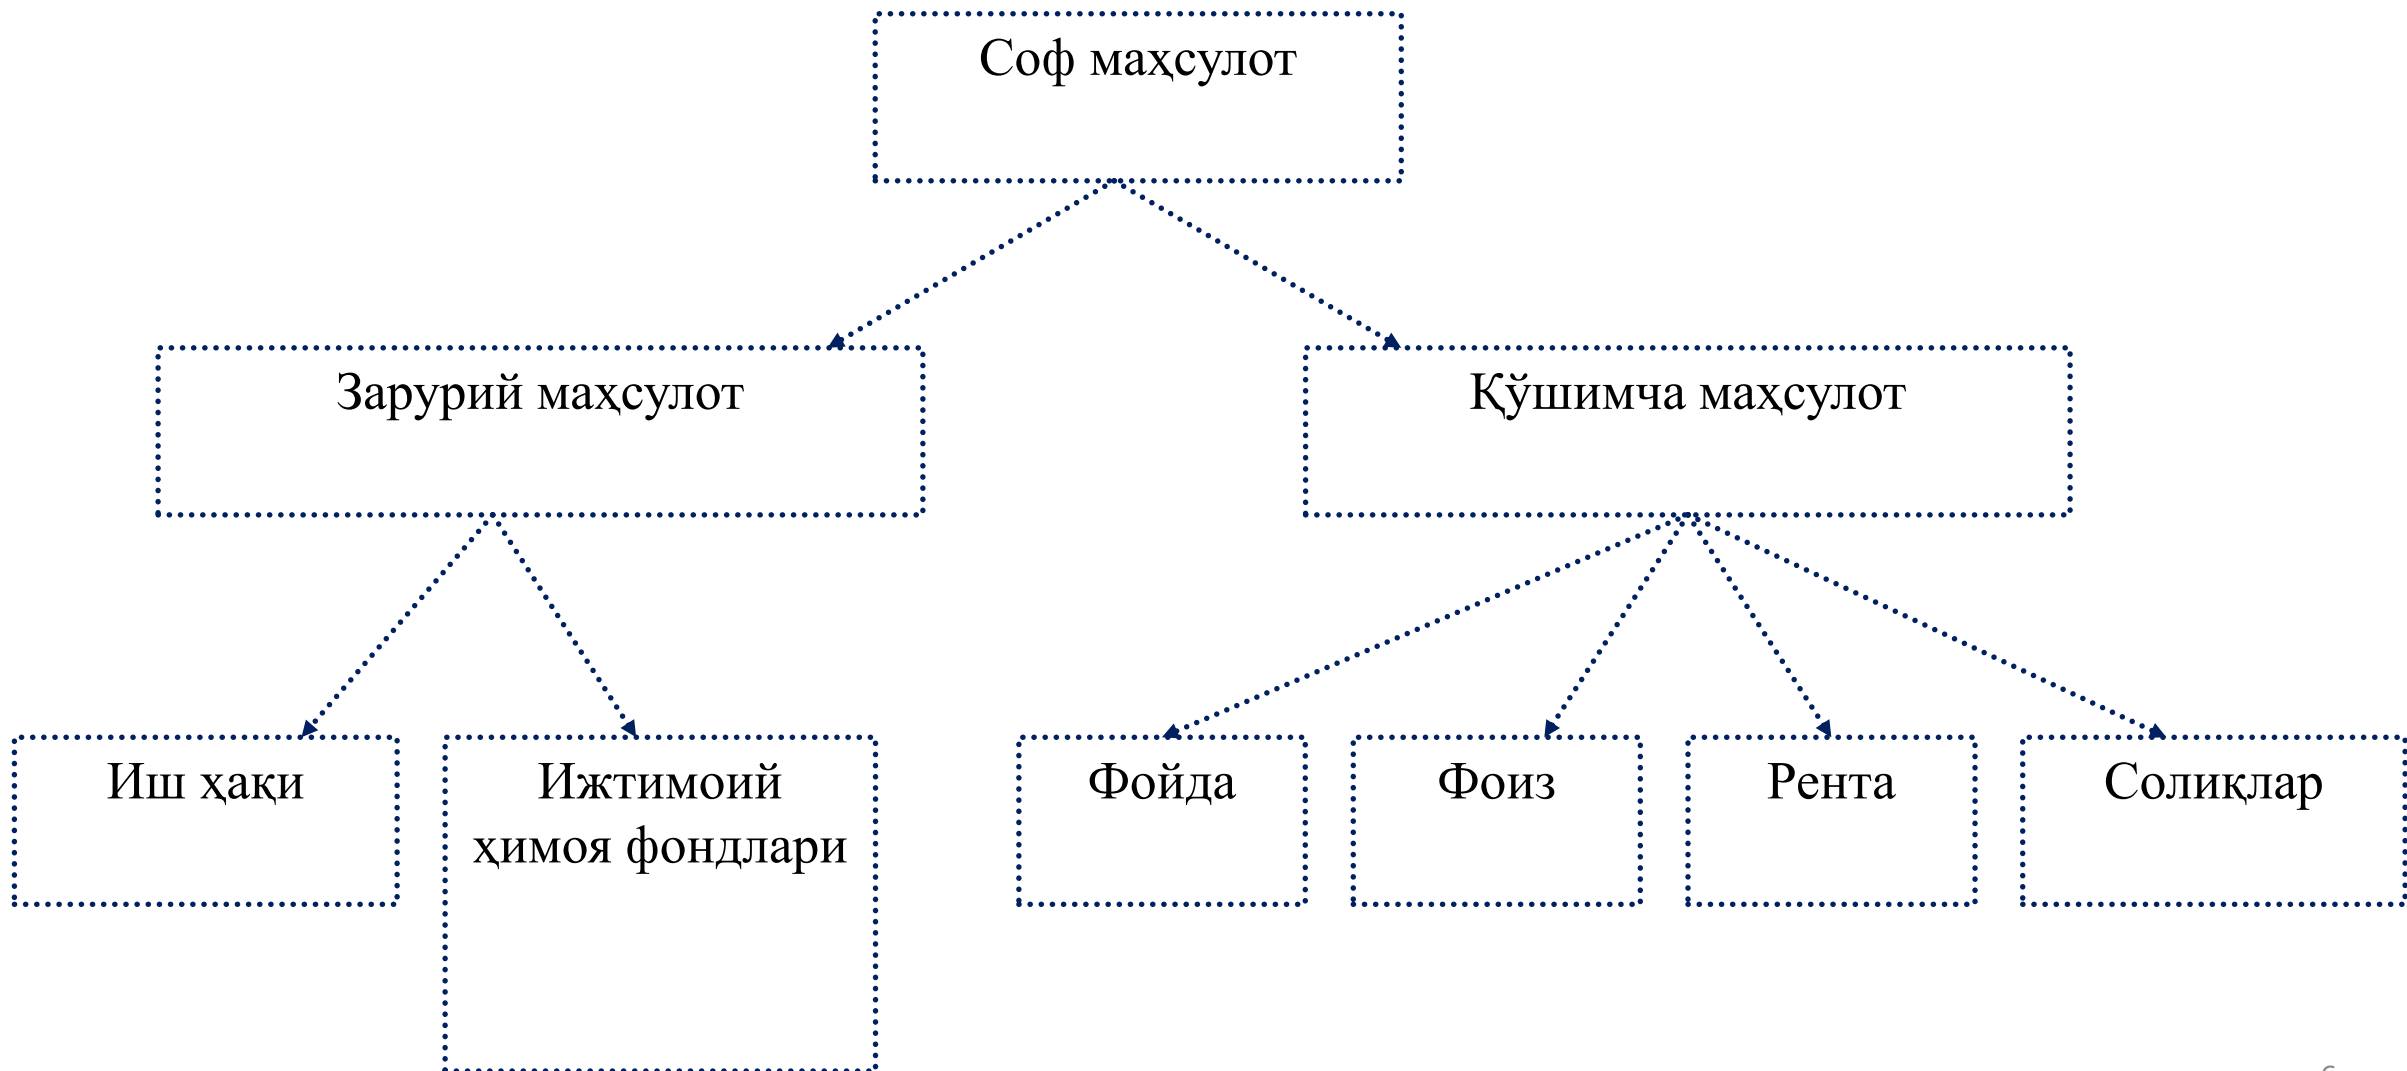 Соф маҳсулот
Зарурий маҳсулот
Қўшимча маҳсулот
Иш ҳақи
Ижтимоий
ҳимоя фондлари
Фойда
Фоиз
Рента
Солиқлар